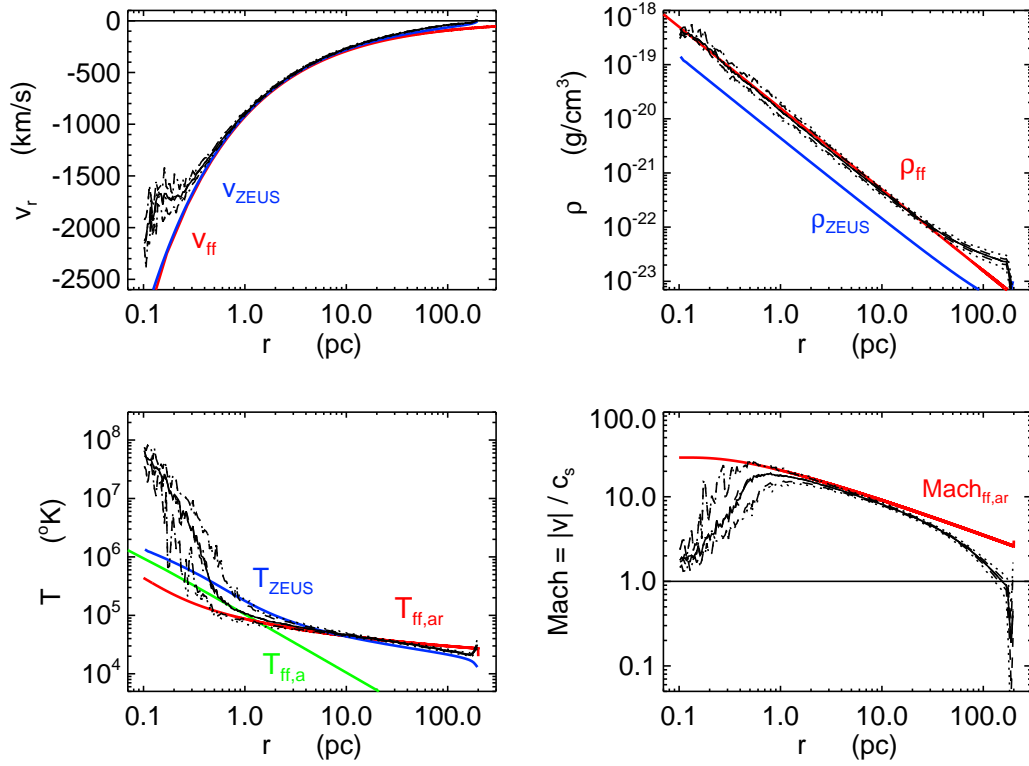 0
-500
-1000
-1500
-2000
-2500
v_r (km/s)
v_ZEUS
v_ff
0.1 1.0 10.0 100.0
r (pc)
10^-18
10^-19
10^-20
10^-21
10^-22
10^-23
ρ (g/cm^3)
ρ_ff
ρ_ZEUS
0.1 1.0 10.0 100.0
r (pc)
10^8
10^7
10^6
10^5
10^4
T (°K)
T_ZEUS
T_ff,ar
T_ff,a
0.1 1.0 10.0 100.0
r (pc)
100.0
10.0
1.0
0.1
Mach = |v| / c_s
Mach_ff,ar
0.1 1.0 10.0 100.0
r (pc)